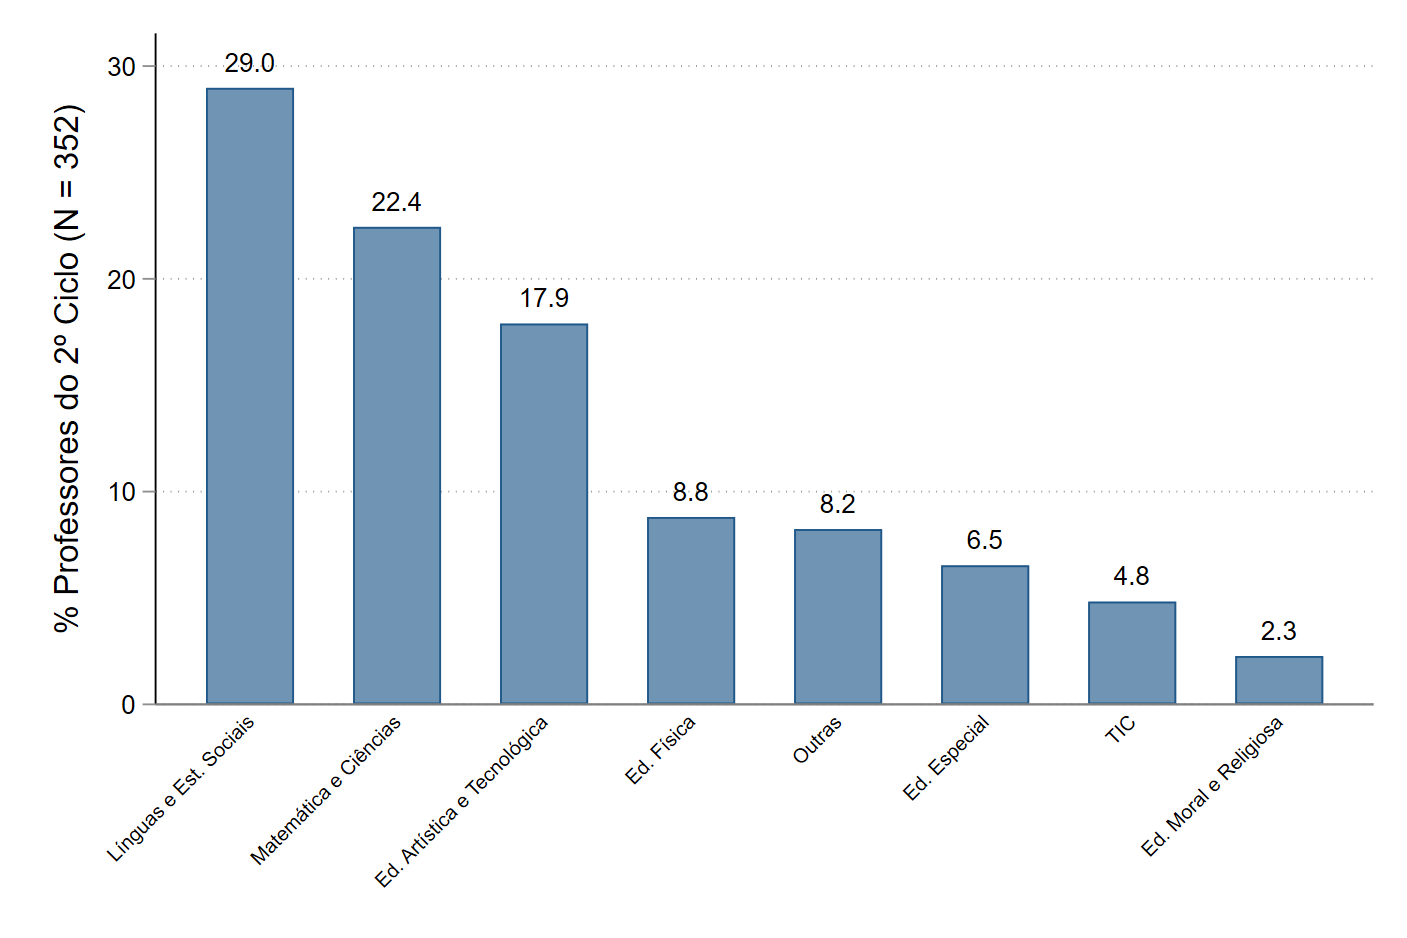 % Professores do 2º Ciclo (N = 352)
30
20
10
0
29.0
22.4
17.9
8.8
8.2
6.5
4.8
2.3
Línguas e Est. Sociais
Matemática e Ciências
Ed. Artística e Tecnológica
Ed. Física
Outras
Ed. Especial
TIC
Ed. Moral e Religiosa